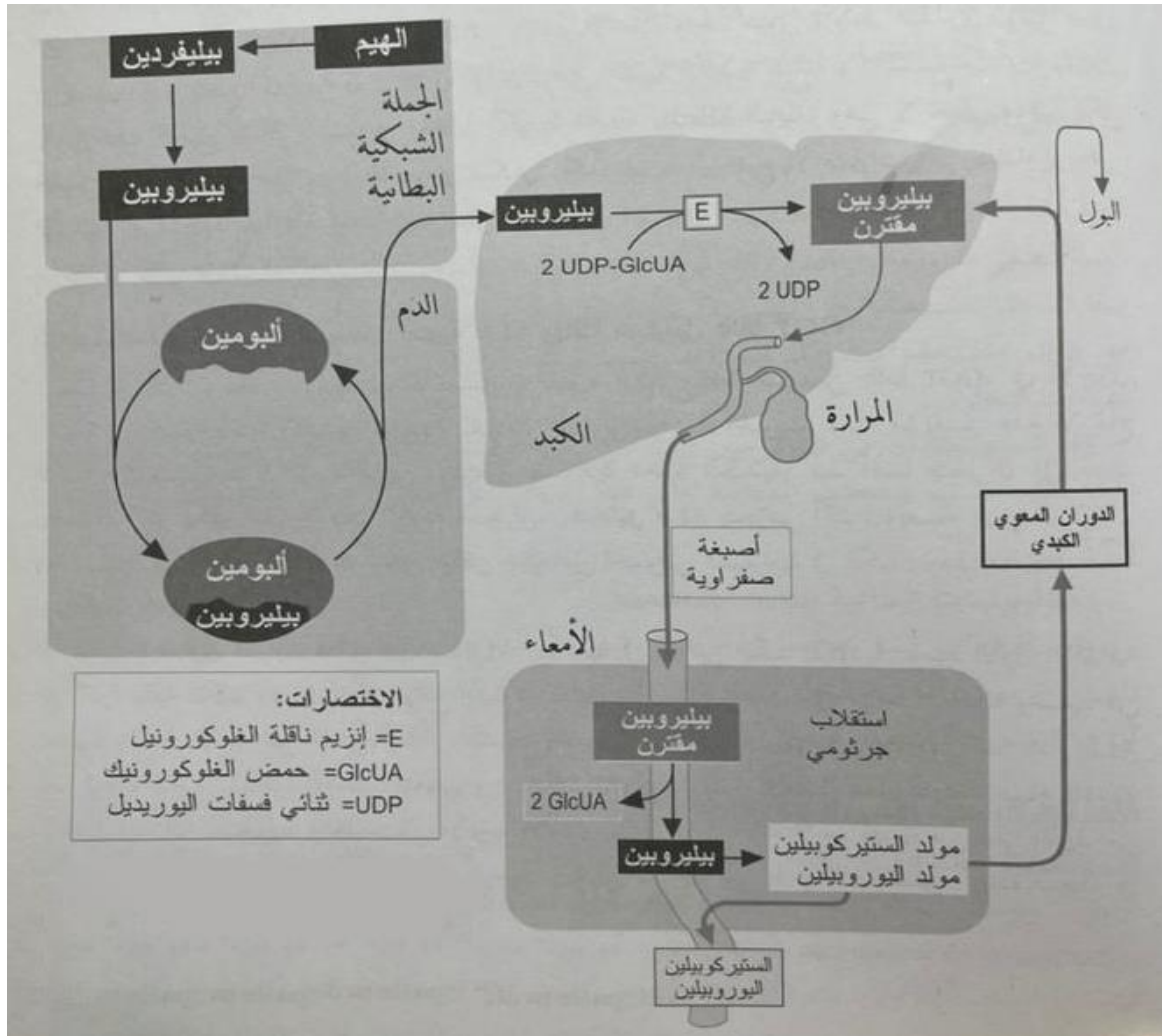 الهيم
بيليفردين
الجملة
الشبكية
البطانية
بيليروبين
الدم
ألبومين
ألبومين
بيليروبين
بيليروبين
E
بيليروبين
مقترن
2 UDP-GlcUA
2 UDP
البول
الكبد
المرارة
الدوران المعوي
الكبدي
أصبغة
صفراوية
الأمعاء
استقلاب
جرثومي
بيليروبين
مقترن
2 GlcUA
بيليروبين
مولد الستيركوبيلين
مولد اليوروبيلين
الستيركوبيلين
اليوروبيلين
الاختصارات:
E= إنزيم ناقلة الغلوكورونيل
GlcUA= حمض الغلوكورونيك
UDP= ثنائي فسفات اليوريديل